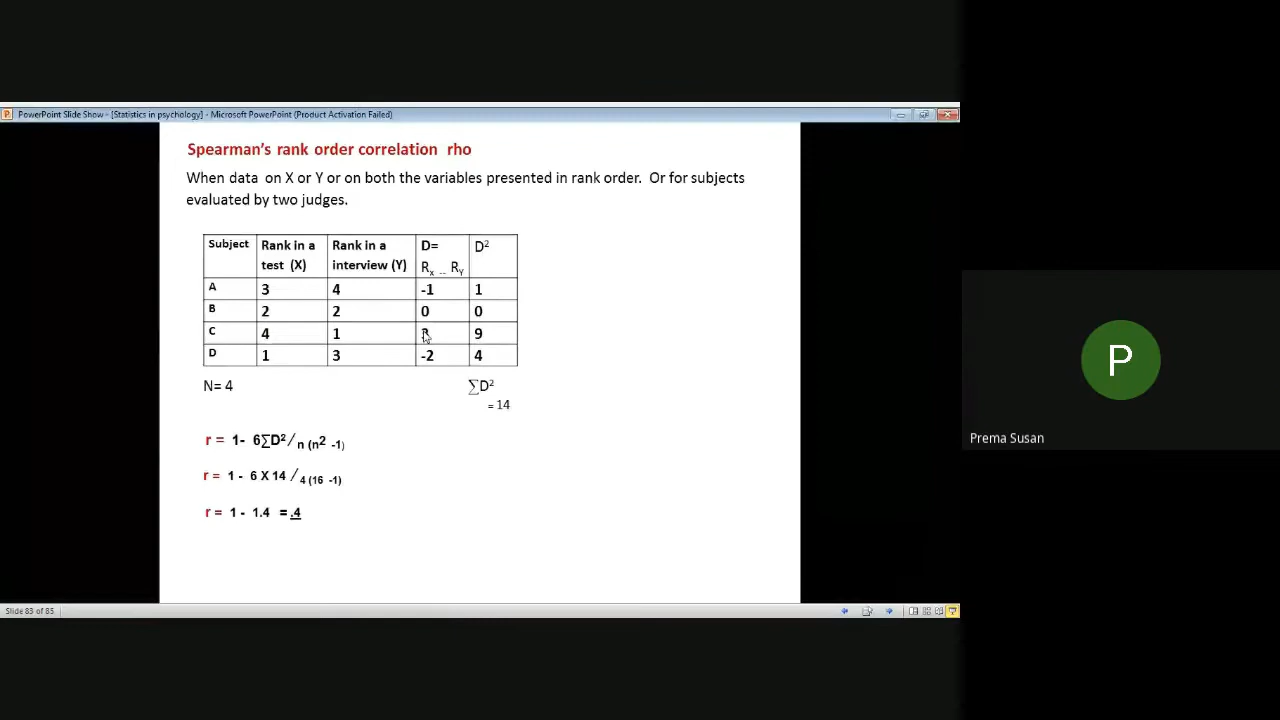 PowerPoint Slide Show - [Statistics in psychology] - Microsoft PowerPoint (Product Activation Failed)
Spearman's rank order correlation rho
When data on X or Y or on both the variables presented in rank order. Or for subjects
evaluated by two judges.
Subject Rank in a test (X) Rank in a interview (Y) D= Rx -- RY D²
A 3 4 -1 1
B 2 2 0 0
C 4 1 9
D 1 3 -2 4
N= 4 ∑D²
= 14
r = 1- 6∑D²/ n (n2 -1)
r = 1 - 6 X 14 / 4 (16 -1)
r = 1 - 1.4 = .4
P
Prema Susan
Slide 83 of 85